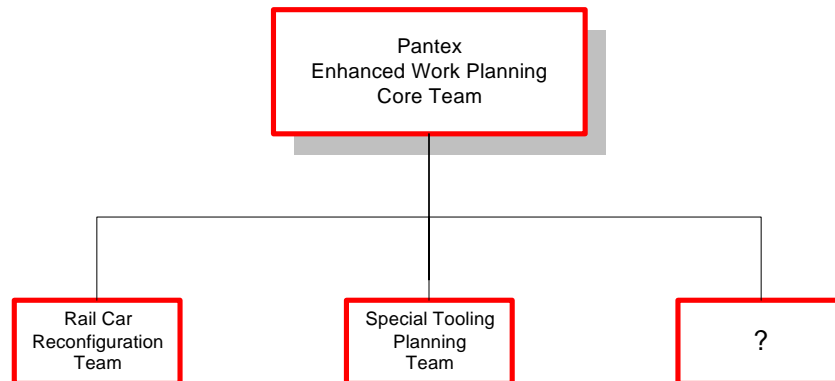 Pantex
Enhanced Work Planning
Core Team
Rail Car
Reconfiguration
Team
Special Tooling
Planning
Team
?